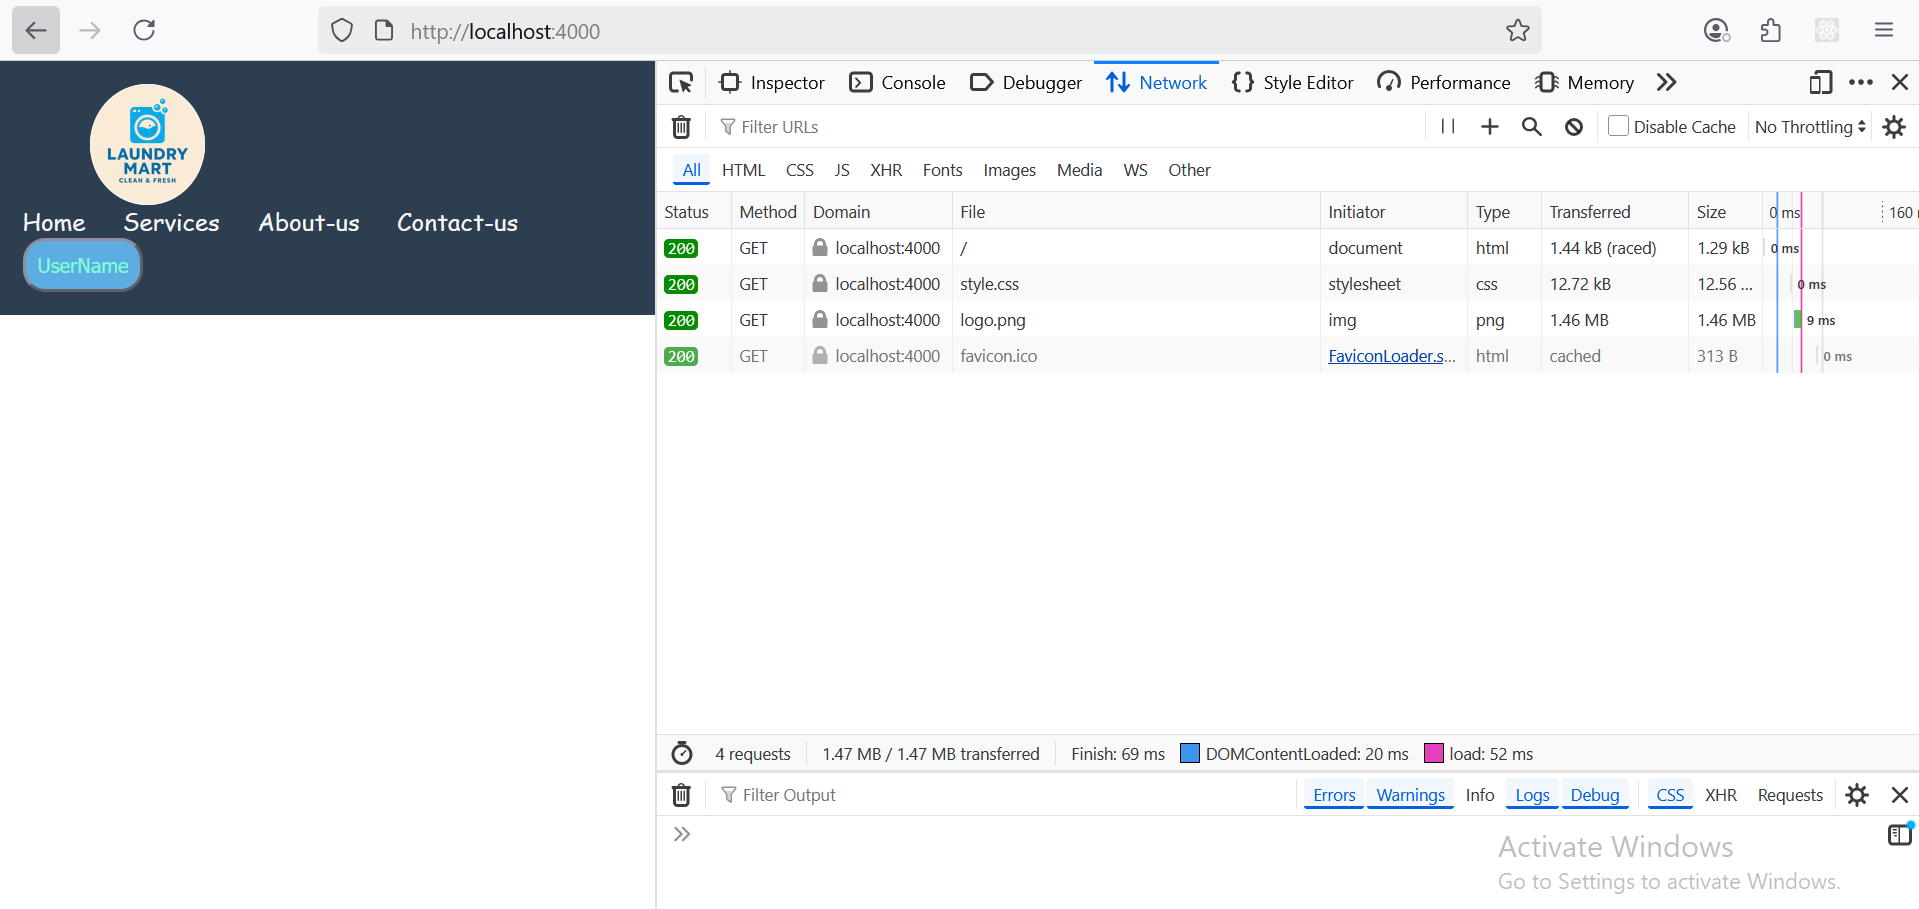 http://localhost:4000
LAUNDRY
MART
CLEAN & FRESH
Home Services About-us Contact-us
UserName
Inspector Console Debugger Network Style Editor Performance Memory
Filter URLs Disable Cache No Throttling
All HTML CSS JS XHR Fonts Images Media WS Other
Status Method Domain File Initiator Type Transferred Size 0 ms 160
200 GET localhost:4000 / document html 1.44 kB (raced) 1.29 kB 0 ms
200 GET localhost:4000 style.css stylesheet css 12.72 kB 12.56 ... 0 ms
200 GET localhost:4000 logo.png img png 1.46 MB 1.46 MB 9 ms
200 GET localhost:4000 favicon.ico FaviconLoader.s... html cached 313 B 0 ms
4 requests 1.47 MB / 1.47 MB transferred Finish: 69 ms DOMContentLoaded: 20 ms load: 52 ms
Filter Output Errors Warnings Info Logs Debug CSS XHR Requests
Activate Windows
Go to Settings to activate Windows.